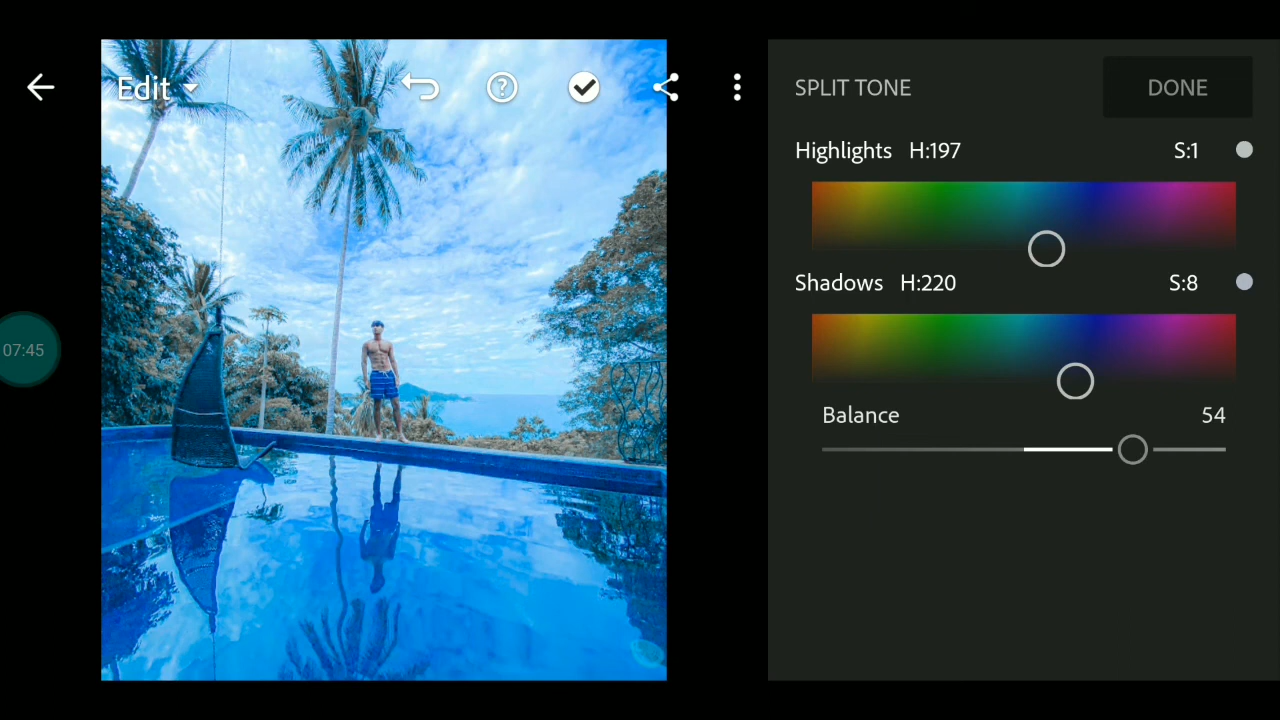 Edit
SPLIT TONE
DONE
Highlights H:197 S:1
Shadows H:220 S:8
07:45
Balance 54